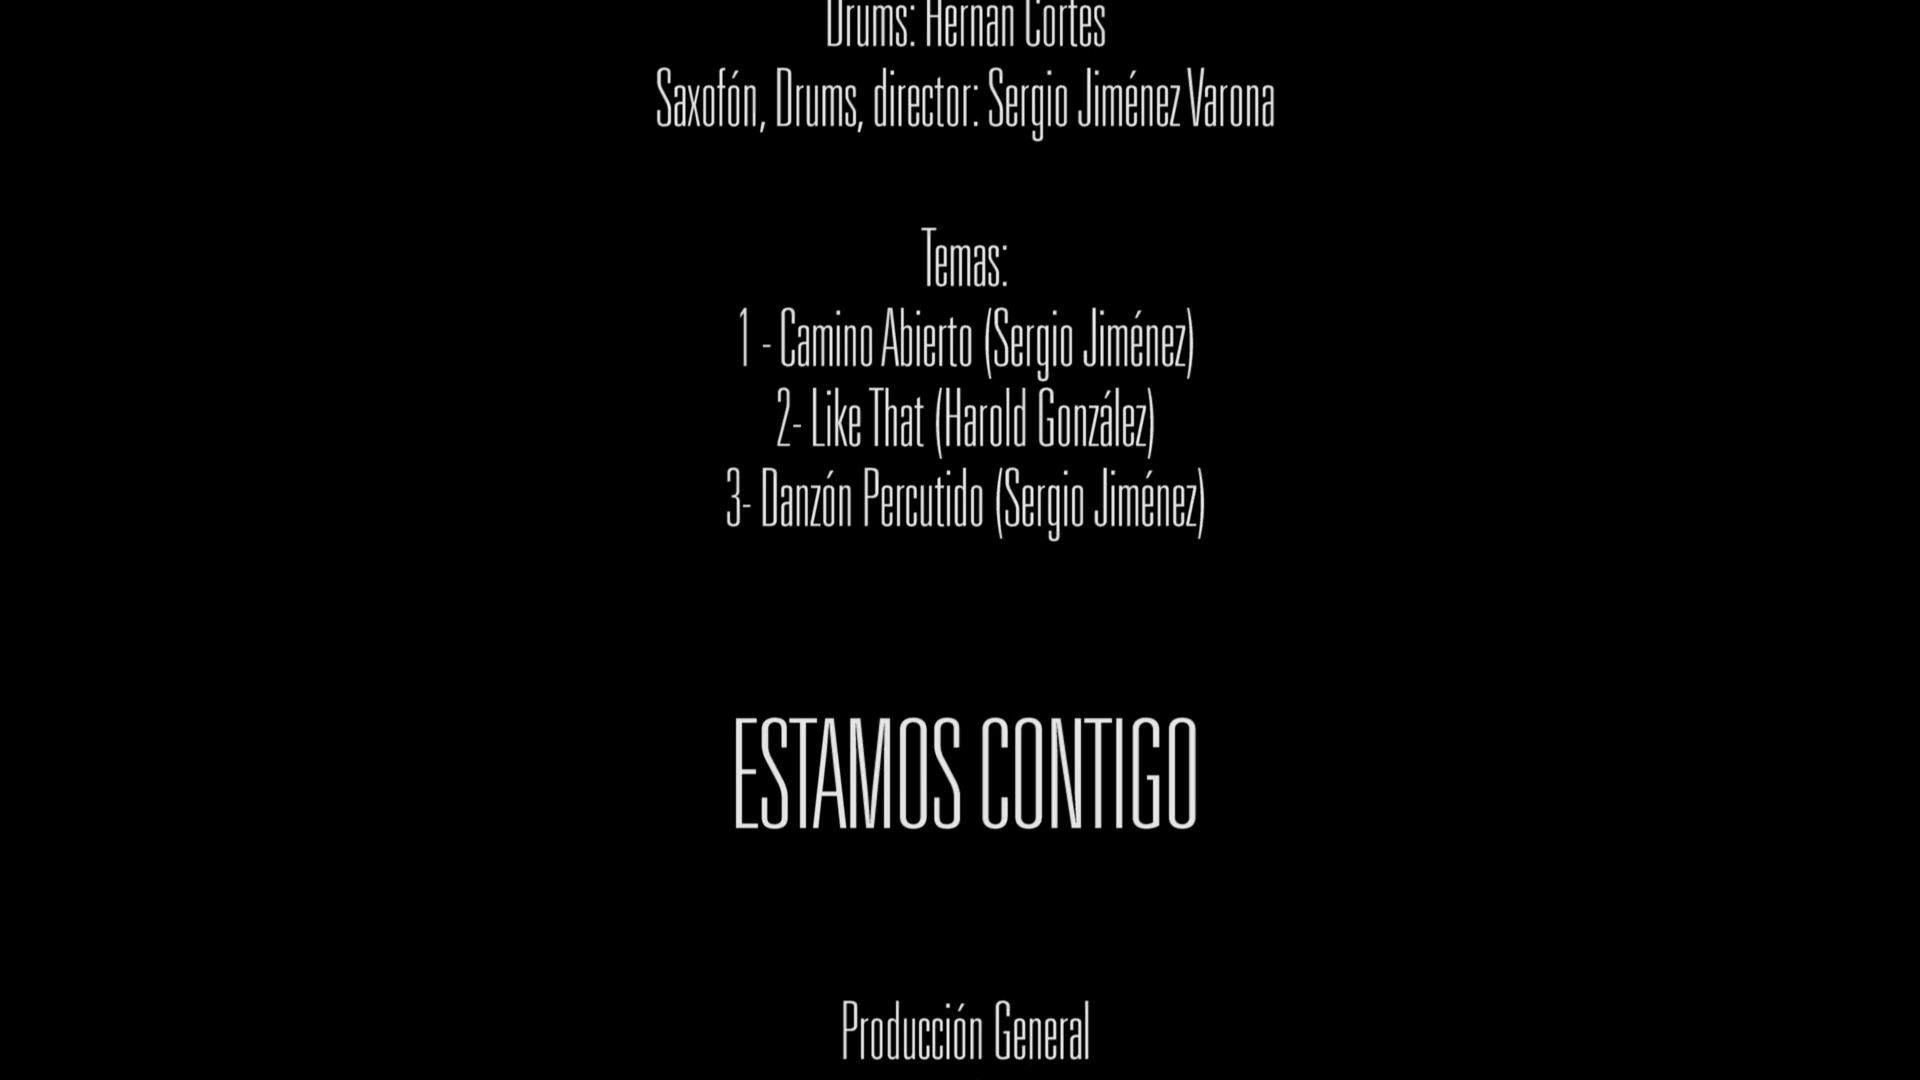 Drums: Hernan Cortes
Saxofón, Drums, director: Sergio Jiménez Varona
Temas:
1 - Camino Abierto (Sergio Jiménez)
2- Like That (Harold González)
3- Danzón Percutido (Sergio Jiménez)
ESTAMOS CONTIGO
Producción General